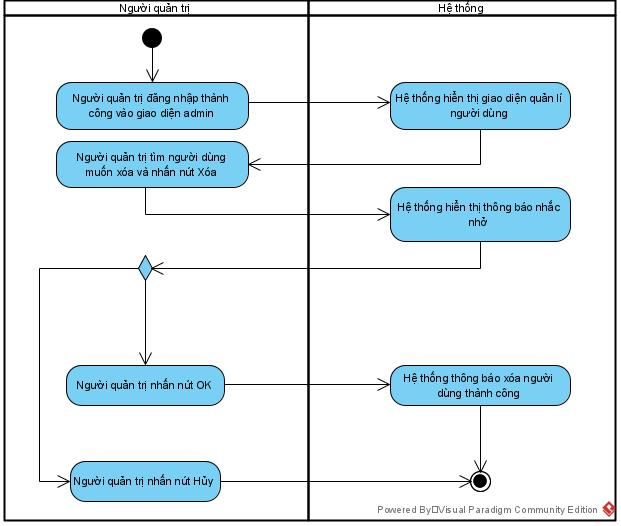 Người quản trị
Hệ thống
Người quản trị đăng nhập thành
công vào giao diện admin
Hệ thống hiển thị giao diện quản lí
người dùng
Người quản trị tìm người dùng
muốn xóa và nhấn nút Xóa
Hệ thống hiển thị thông báo nhắc
nhở
Người quản trị nhấn nút OK
Hệ thống thông báo xóa người
dùng thành công
Người quản trị nhấn nút Hủy
Powered By Visual Paradigm Community Edition